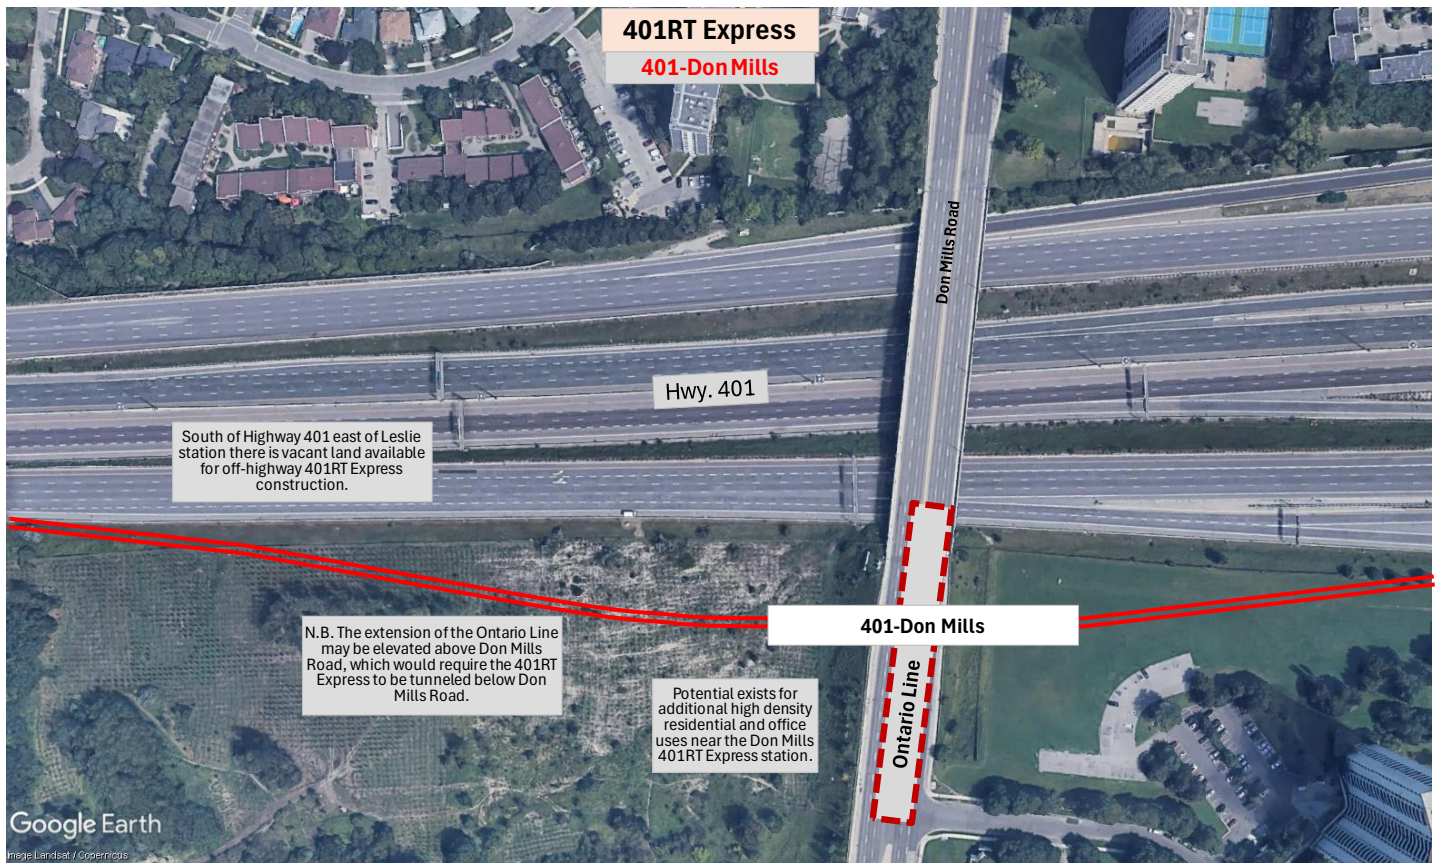 401RT Express
401-Don Mills
Don Mills Road
Hwy. 401
South of Highway 401 east of Leslie
station there is vacant land available
for off-highway 401RT Express
construction.
N.B. The extension of the Ontario Line
may be elevated above Don Mills
Road, which would require the 401RT
Express to be tunneled below Don
Mills Road.
401-Don Mills
Potential exists for
additional high density
residential and office
uses near the Don Mills
401RT Express station.
Ontario Line
Google Earth
Image Landsat / Copernicus